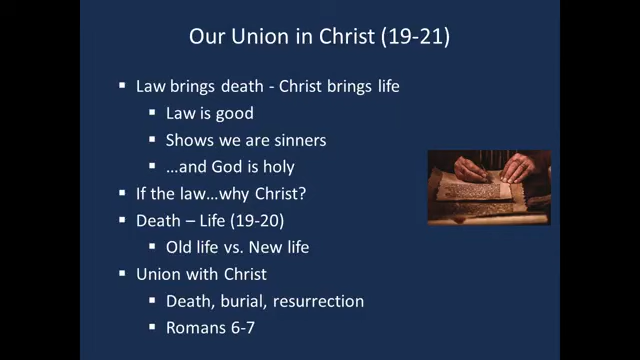 Our Union in Christ (19-21)
▪ Law brings death - Christ brings life
▪ Law is good
▪ Shows we are sinners
▪ …and God is holy
▪ If the law…why Christ?
▪ Death – Life (19-20)
▪ Old life vs. New life
▪ Union with Christ
▪ Death, burial, resurrection
▪ Romans 6-7